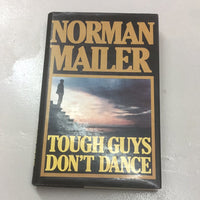 NORMAN
MAILER
TOUGH GUYS
DON'T DANCE